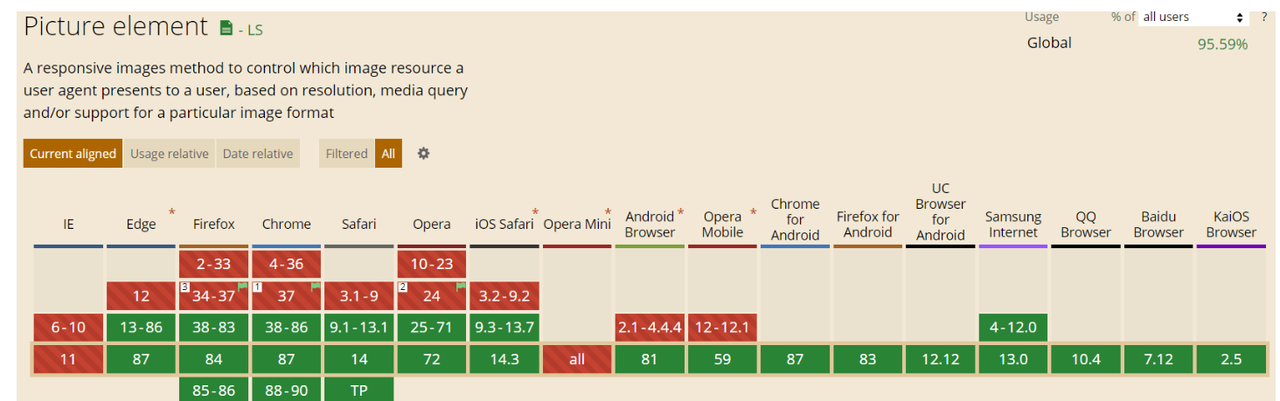 Picture element - LS
Usage % of all users ?
Global 95.59%
A responsive images method to control which image resource a
user agent presents to a user, based on resolution, media query
and/or support for a particular image format
Current aligned Usage relative Date relative Filtered All
IE
Edge *
Firefox
Chrome
Safari
Opera
iOS Safari *
Opera Mini *
Android Browser *
Opera Mobile *
Chrome for Android
Firefox for Android
UC Browser for Android
Samsung Internet
QQ Browser
Baidu Browser
KaiOS Browser
2-33 4-36 10-23
12 3 34-37 1 37 3.1-9 2 24 3.2-9.2
6-10 13-86 38-83 38-86 9.1-13.1 25-71 9.3-13.7 2.1-4.4.4 12-12.1 4-12.0
11 87 84 87 14 72 14.3 all 81 59 87 83 12.12 13.0 10.4 7.12 2.5
85-86 88-90 TP